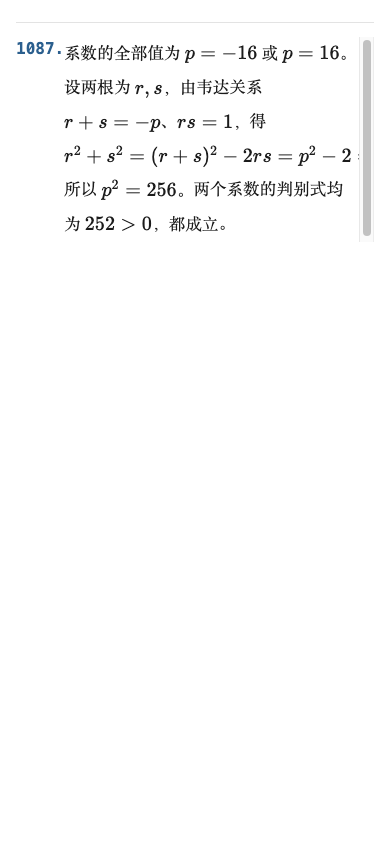 1087. 系数的全部值为 p = −16 或 p = 16。
设两根为 r, s，由韦达关系
r + s = −p、rs = 1，得
r² + s² = (r + s)² − 2rs = p² − 2
所以 p² = 256。两个系数的判别式均
为 252 > 0，都成立。